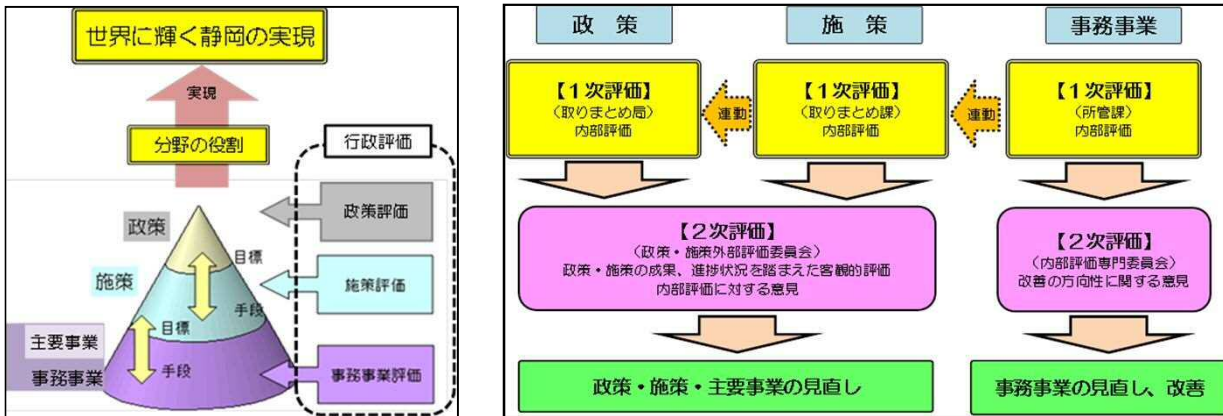 世界に輝く静岡の実現
実現
分野の役割
行政評価
政策評価
政策
目標
施策
施策評価
手段
目標
主要事業
手段
事務事業
事務事業評価
政 策
施 策
事務事業
【1次評価】
(取りまとめ局)
内部評価
連動
【1次評価】
(取りまとめ課)
内部評価
連動
【1次評価】
(所管課)
内部評価
【2次評価】
(政策・施策外部評価委員会)
政策・施策の成果、進捗状況を踏まえた客観的評価
内部評価に対する意見
【2次評価】
(内部評価専門委員会)
改善の方向性に関する意見
政策・施策・主要事業の見直し
事務事業の見直し、改善